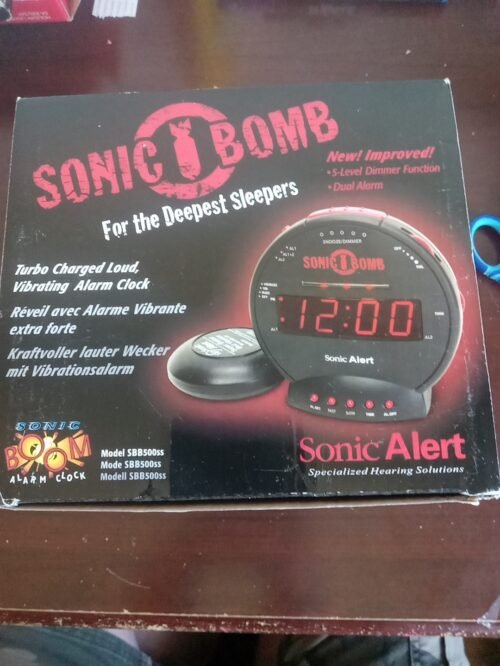 SONIC BOMB
For the Deepest Sleepers
New! Improved!
•5-Level Dimmer Function
•Dual Alarm
Turbo Charged Loud,
Vibrating Alarm Clock
Réveil avec Alarme Vibrante
extra forte
Kraftvoller lauter Wecker
mit Vibrationsalarm
SNOOZE/DIMMER
SONIC BOMB
12:00
Sonic Alert
SONIC
BOOM
ALARM CLOCK
Model SBB500ss
Mode SBB500ss
Modell SBB500ss
Sonic Alert
Specialized Hearing Solutions